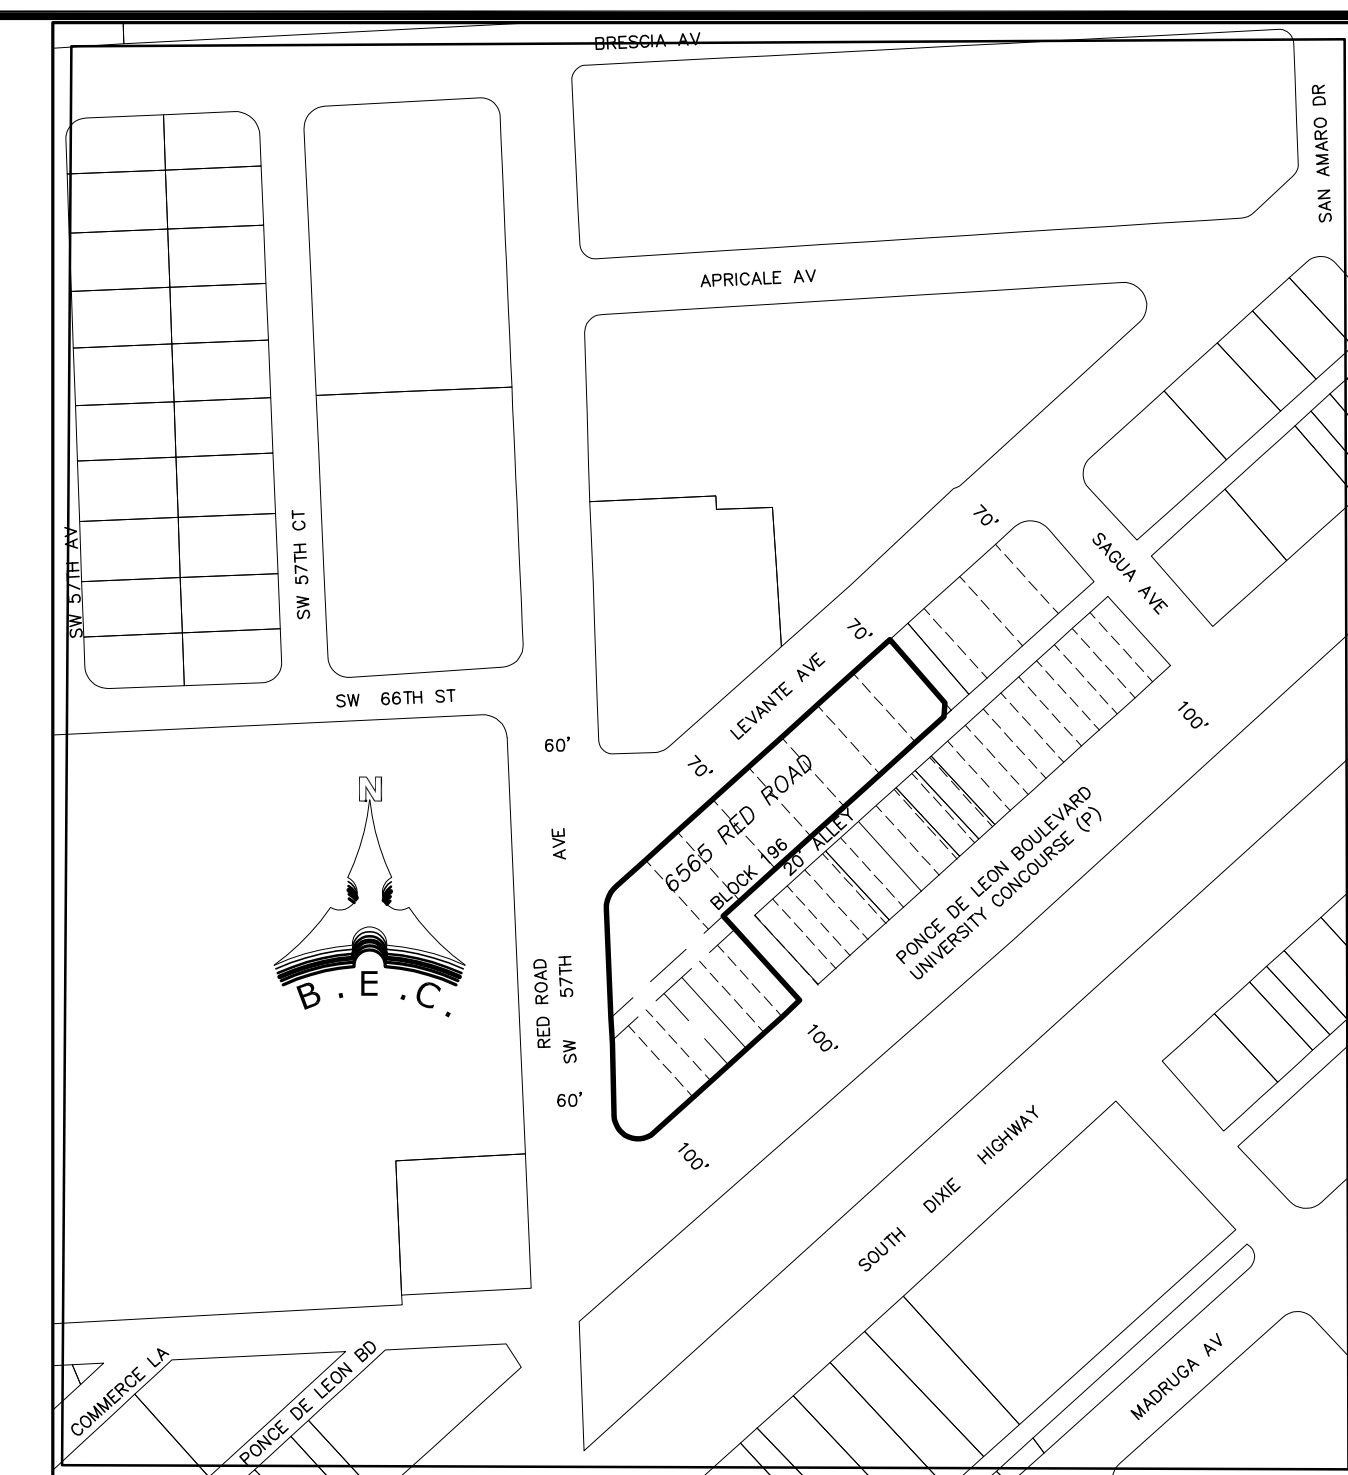 BRESCIA AV
SAN AMARO DR
APRICALE AV
SW 57TH AV
SW 57TH CT
70'
SAGUA AVE
70'
LEVANTE AVE
SW 66TH ST
100'
60'
70'
6565 RED ROAD
N
AVE
BLOCK 196
20' ALLEY
PONCE DE LEON BOULEVARD
UNIVERSITY CONCOURSE (P)
B.E.C.
RED ROAD
SW 57TH
100'
60'
100'
SOUTH DIXIE HIGHWAY
COMMERCE LA
PONCE DE LEON BD
MADRUGA AV